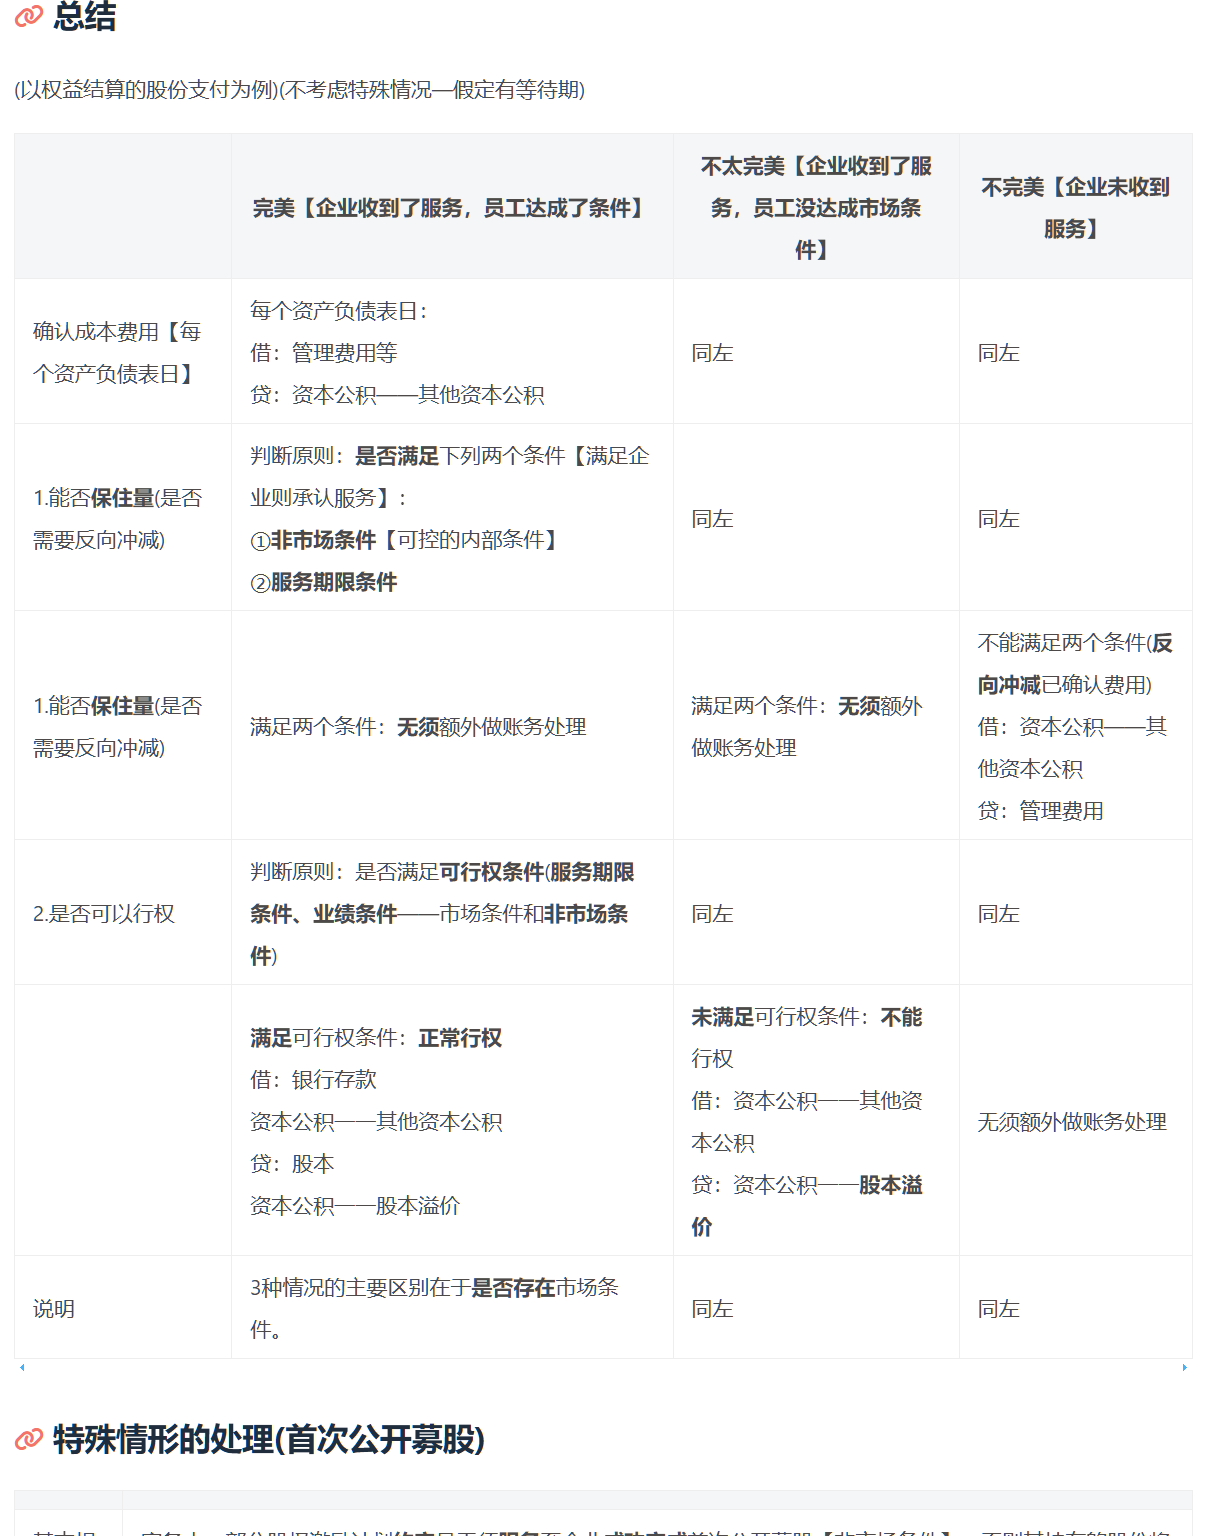 总结
(以权益结算的股份支付为例)(不考虑特殊情况—假定有等待期)
完美【企业收到了服务，员工达成了条件】
不太完美【企业收到了服
务，员工没达成市场条
件】
不完美【企业未收到
服务】
确认成本费用【每
个资产负债表日】
每个资产负债表日：
借：管理费用等
贷：资本公积——其他资本公积
同左
同左
1.能否保住量(是否
需要反向冲减)
判断原则：是否满足下列两个条件【满足企
业则承认服务】：
①非市场条件【可控的内部条件】
②服务期限条件
同左
同左
1.能否保住量(是否
需要反向冲减)
满足两个条件：无须额外做账务处理
满足两个条件：无须额外
做账务处理
不能满足两个条件(反
向冲减已确认费用)
借：资本公积——其
他资本公积
贷：管理费用
2.是否可以行权
判断原则：是否满足可行权条件(服务期限
条件、业绩条件——市场条件和非市场条
件)
同左
同左
满足可行权条件：正常行权
借：银行存款
资本公积——其他资本公积
贷：股本
资本公积——股本溢价
未满足可行权条件：不能
行权
借：资本公积——其他资
本公积
贷：资本公积——股本溢
价
无须额外做账务处理
说明
3种情况的主要区别在于是否存在市场条
件。
同左
同左
特殊情形的处理(首次公开募股)